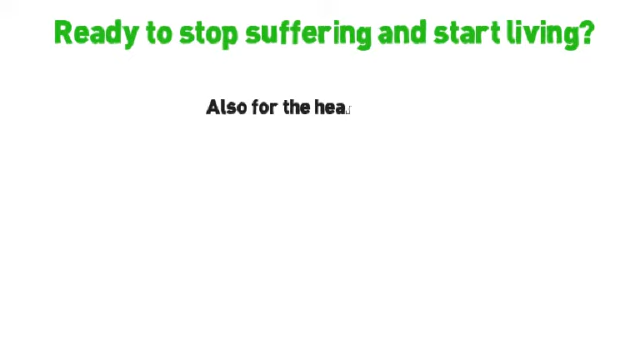 Ready to stop suffering and start living?
Also for the hea